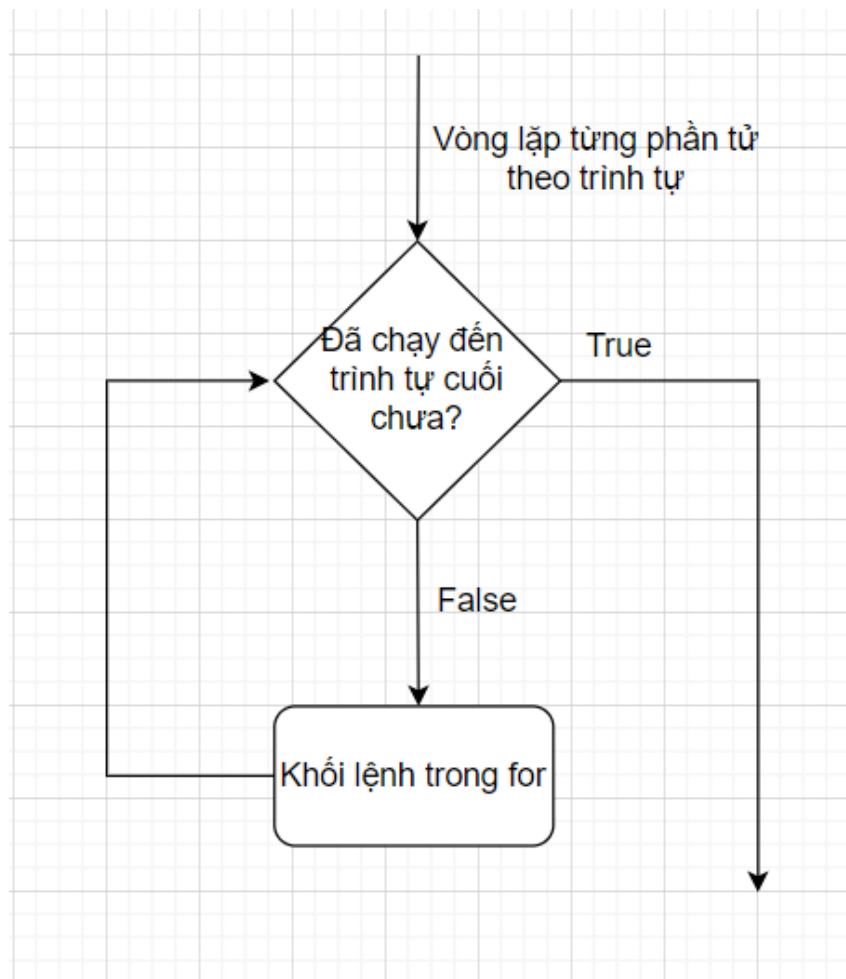 Vòng lặp từng phần tử
theo trình tự
Đã chạy đến
trình tự cuối
chưa?
True
False
Khối lệnh trong for